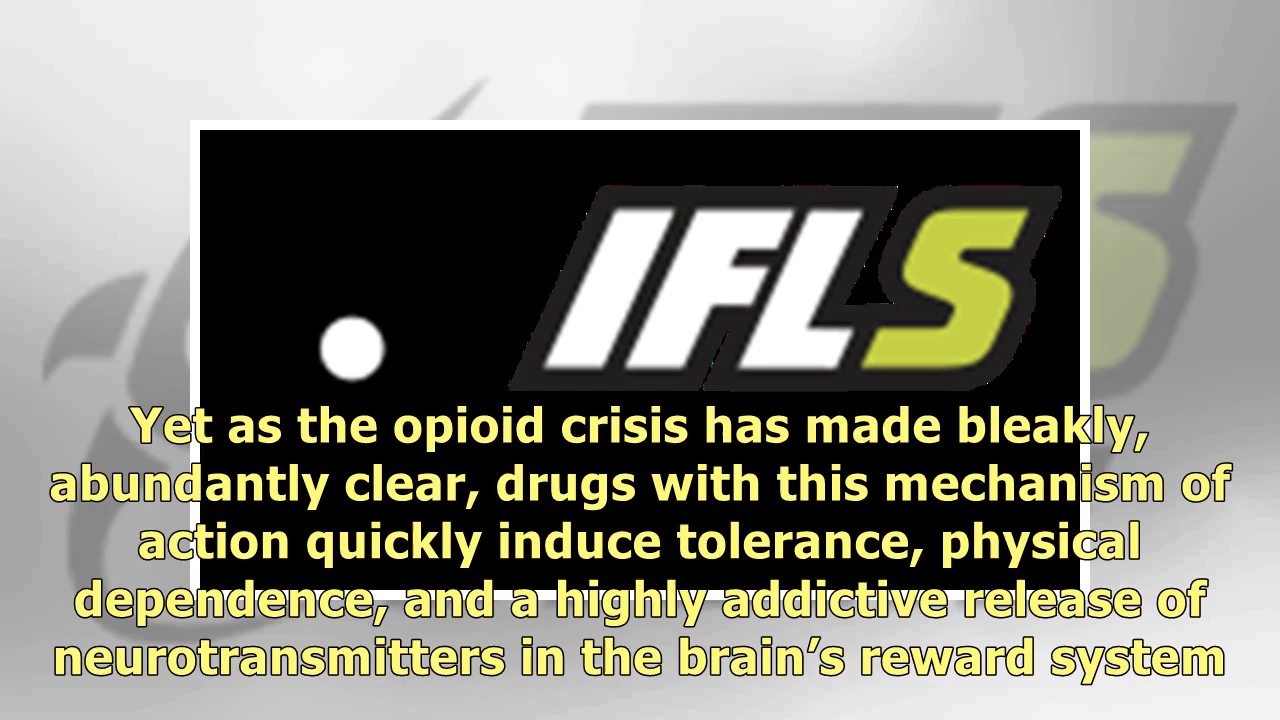 IFLS
Yet as the opioid crisis has made bleakly,
abundantly clear, drugs with this mechanism of
action quickly induce tolerance, physical
dependence, and a highly addictive release of
neurotransmitters in the brain’s reward system